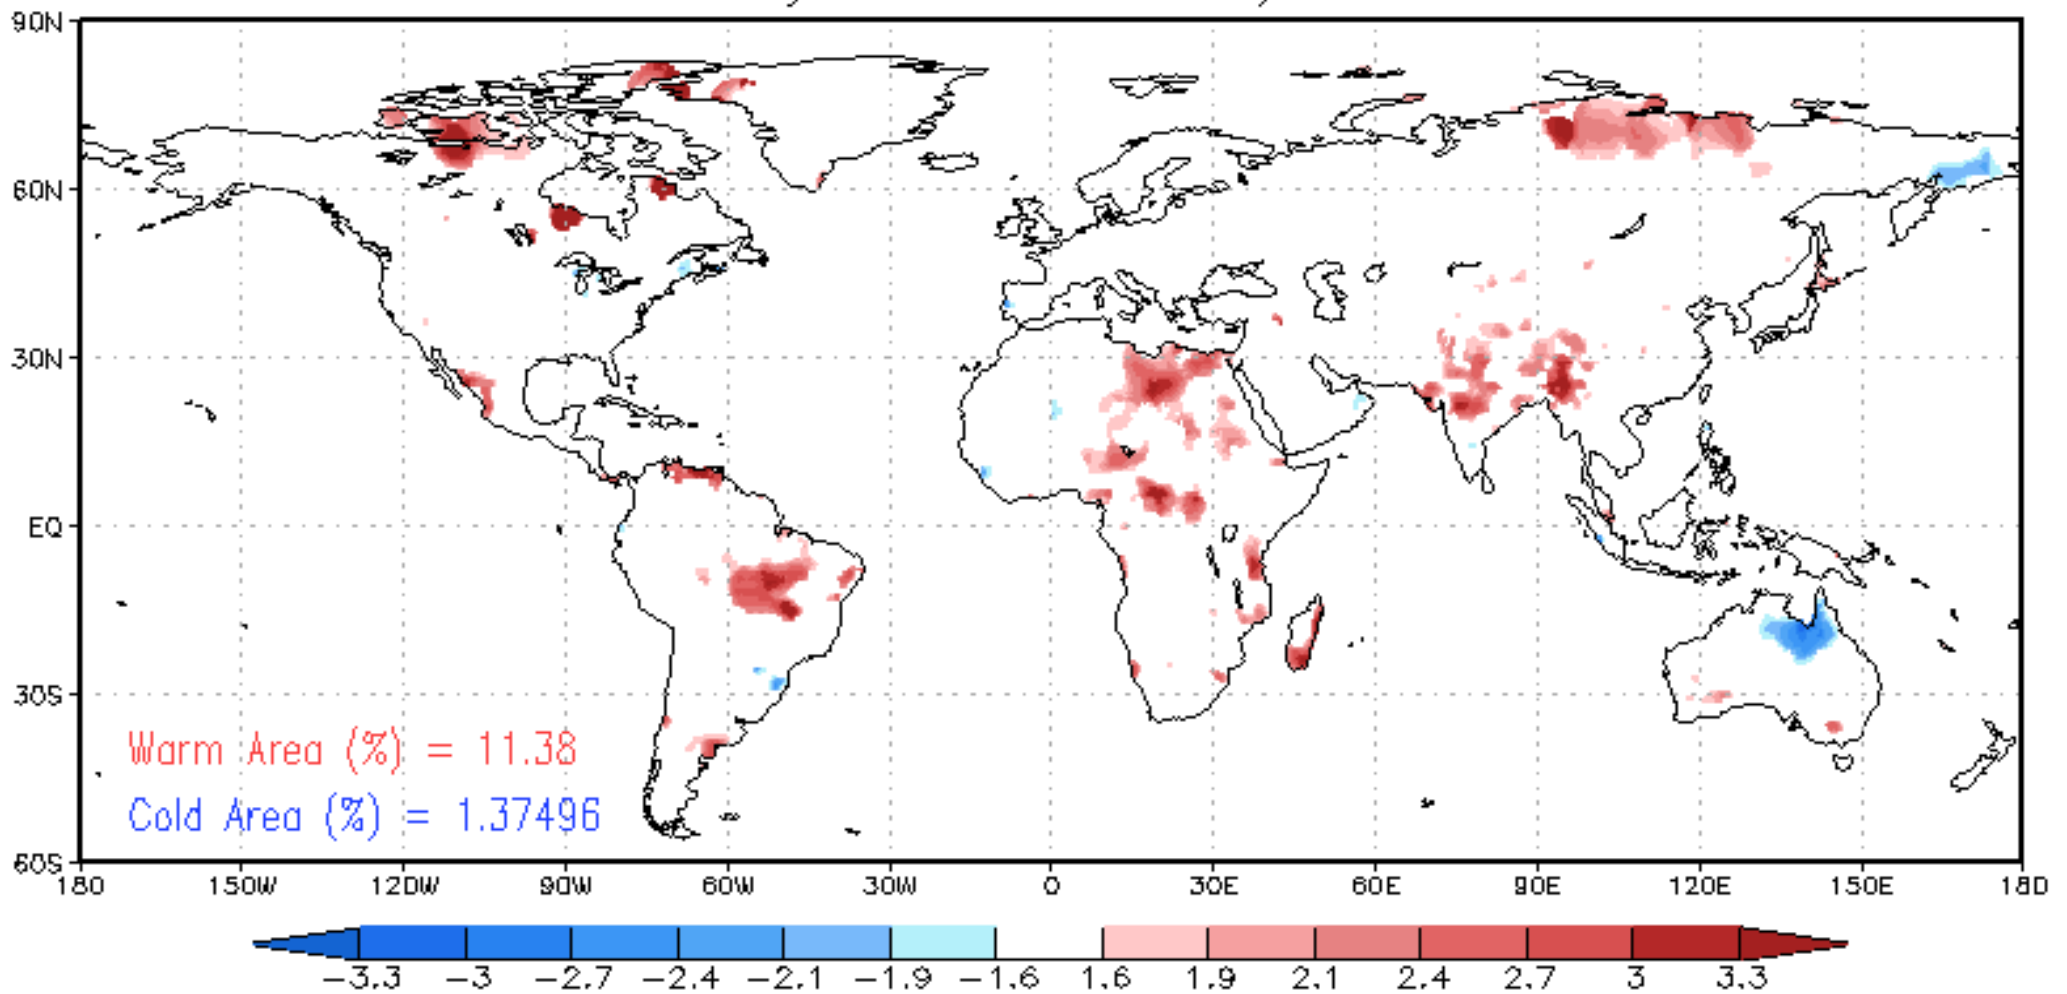 90N
60N
30N
EQ
30S
60S
Warm Area (%) = 11.38
Cold Area (%) = 1.37496
180 150W 120W 90W 60W 30W 0 30E 60E 90E 120E 150E 180
-3.3 -3 -2.7 -2.4 -2.1 -1.9 -1.6 1.6 1.9 2.1 2.4 2.7 3 3.3